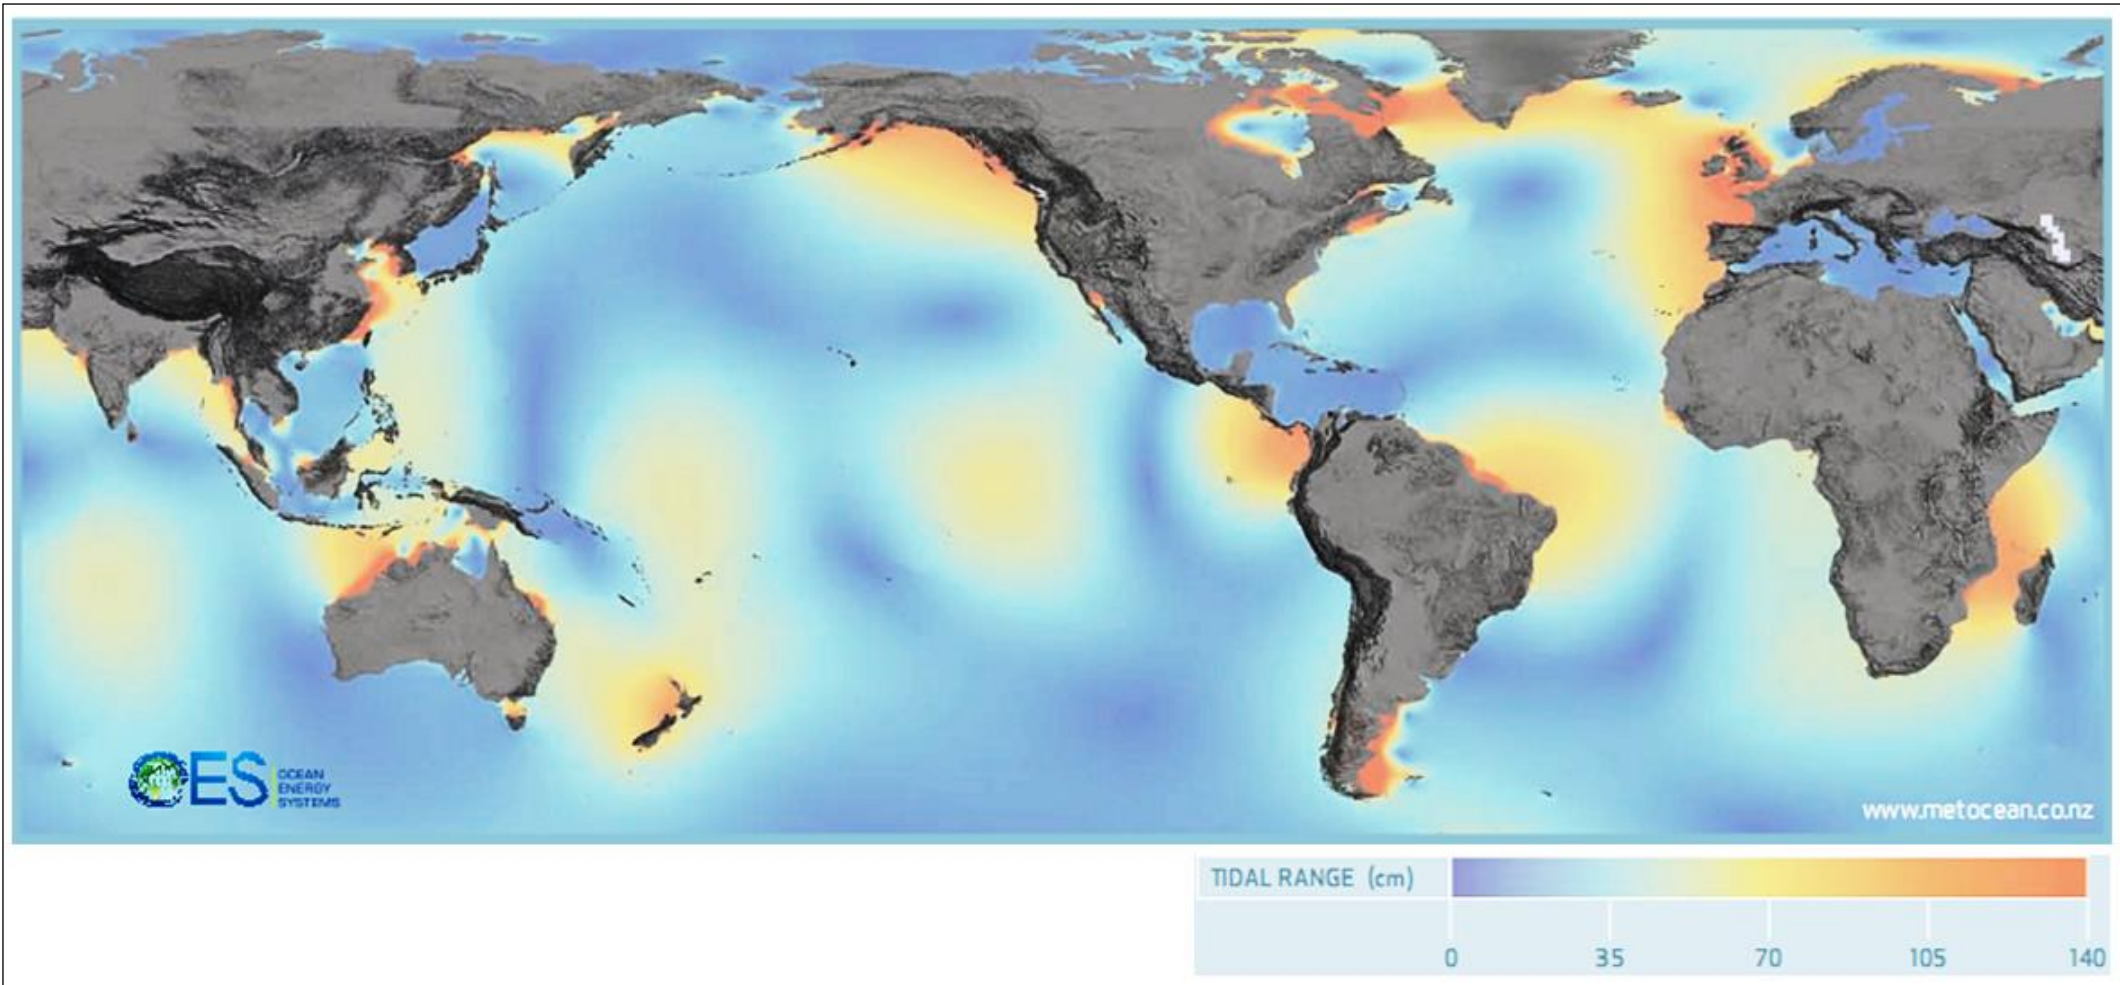 OES
OCEAN
ENERGY
SYSTEMS
www.metocean.co.nz
TIDAL RANGE (cm)
0 35 70 105 140